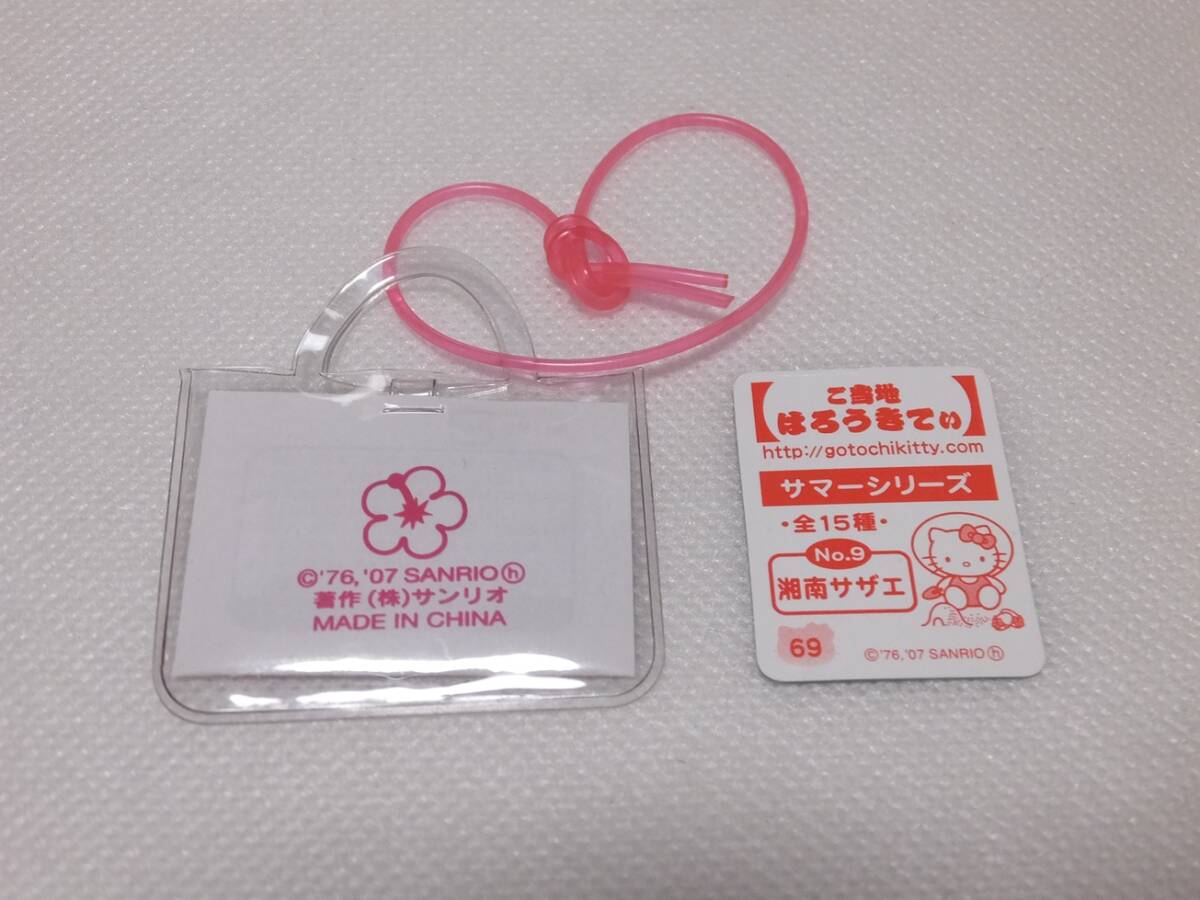 ©'76,'07 SANRIO ⓗ
著作(株)サンリオ
MADE IN CHINA
ご当地
はろうきてぃ
http://gotochikitty.com
サマーシリーズ
・全15種・
No.9
湘南サザエ
69
©'76,'07 SANRIO ⓗ